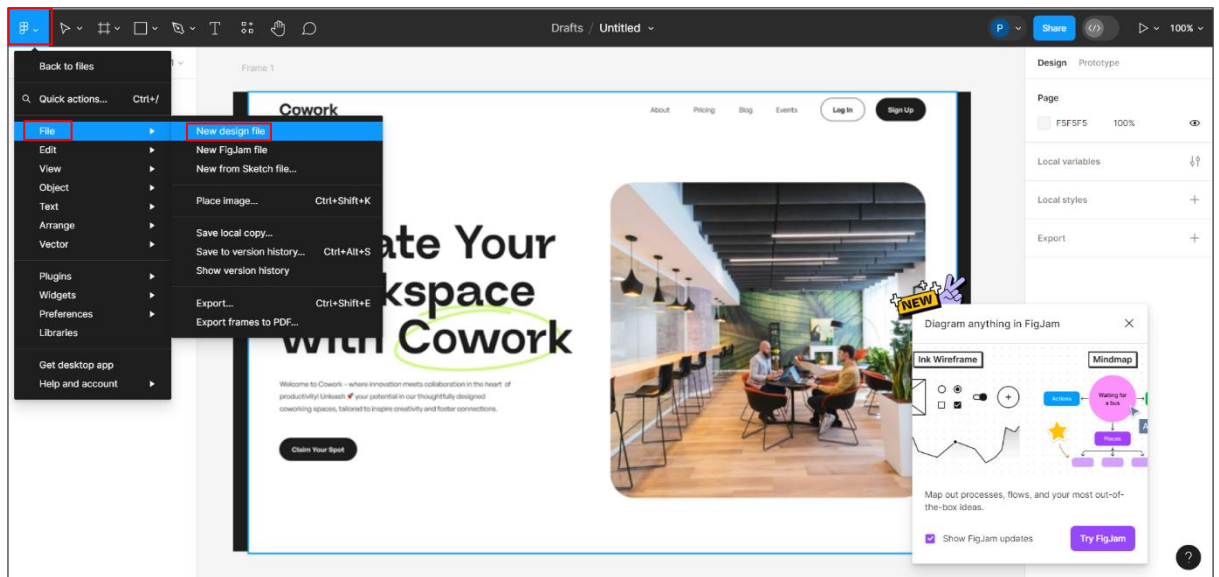 Drafts / Untitled
P
Share
100%
Back to files
Quick actions... Ctrl+/
File
Edit
View
Object
Text
Arrange
Vector
Plugins
Widgets
Preferences
Libraries
Get desktop app
Help and account
New design file
New FigJam file
New from Sketch file...
Place image... Ctrl+Shift+K
Save local copy...
Save to version history... Ctrl+Alt+S
Show version history
Export... Ctrl+Shift+E
Export frames to PDF...
Frame 1
Cowork
About Pricing Blog Events Log In Sign Up
ate Your
kspace
With Cowork
Welcome to Cowork - where innovation meets collaboration in the heart of
productivity! Unleash 🚀 your potential in our thoughtfully designed
coworking spaces, tailored to inspire creativity and foster connections.
Claim Your Spot
Design Prototype
Page
F5F5F5 100%
Local variables
Local styles
Export
NEW
Diagram anything in FigJam
Ink Wireframe
Mindmap
Actions
Waiting for
a bus
Places
Map out processes, flows, and your most out-of-
the-box ideas.
Show FigJam updates
Try FigJam
?